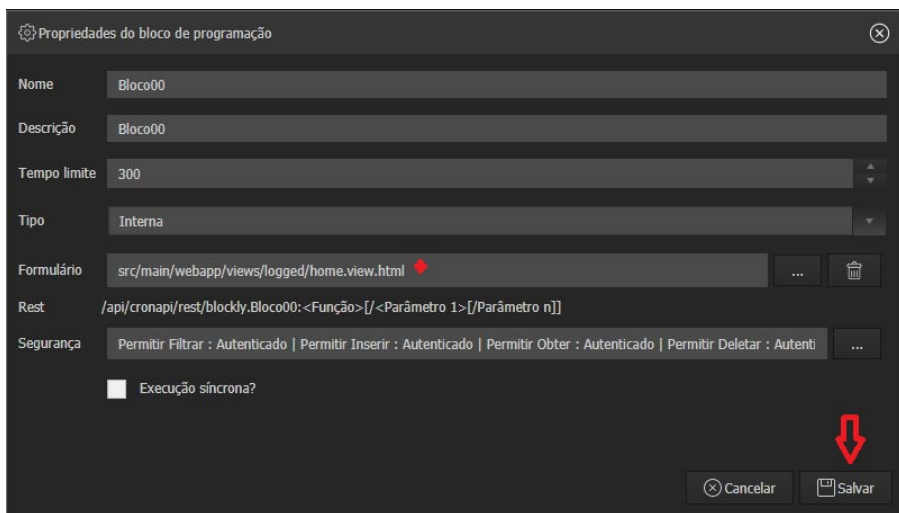 Propriedades do bloco de programação
Nome Bloco00
Descrição Bloco00
Tempo limite 300
Tipo Interna
Formulário src/main/webapp/views/logged/home.view.html ...
Rest /api/cronapi/rest/blockly.Bloco00:<Função>[/<Parâmetro 1>[/Parâmetro n]]
Segurança Permitir Filtrar : Autenticado | Permitir Inserir : Autenticado | Permitir Obter : Autenticado | Permitir Deletar : Autenti ...
Execução síncrona?
Cancelar Salvar